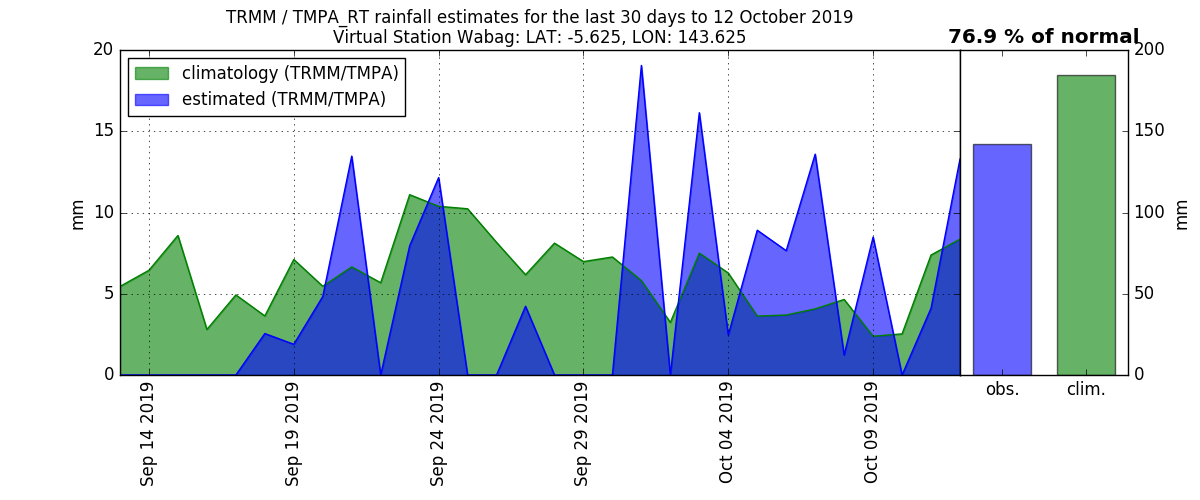 TRMM / TMPA_RT rainfall estimates for the last 30 days to 12 October 2019
Virtual Station Wabag: LAT: -5.625, LON: 143.625
76.9 % of normal
climatology (TRMM/TMPA)
estimated (TRMM/TMPA)
20
15
10
5
0
mm
200
150
100
50
0
mm
Sep 14 2019
Sep 19 2019
Sep 24 2019
Sep 29 2019
Oct 04 2019
Oct 09 2019
obs.
clim.